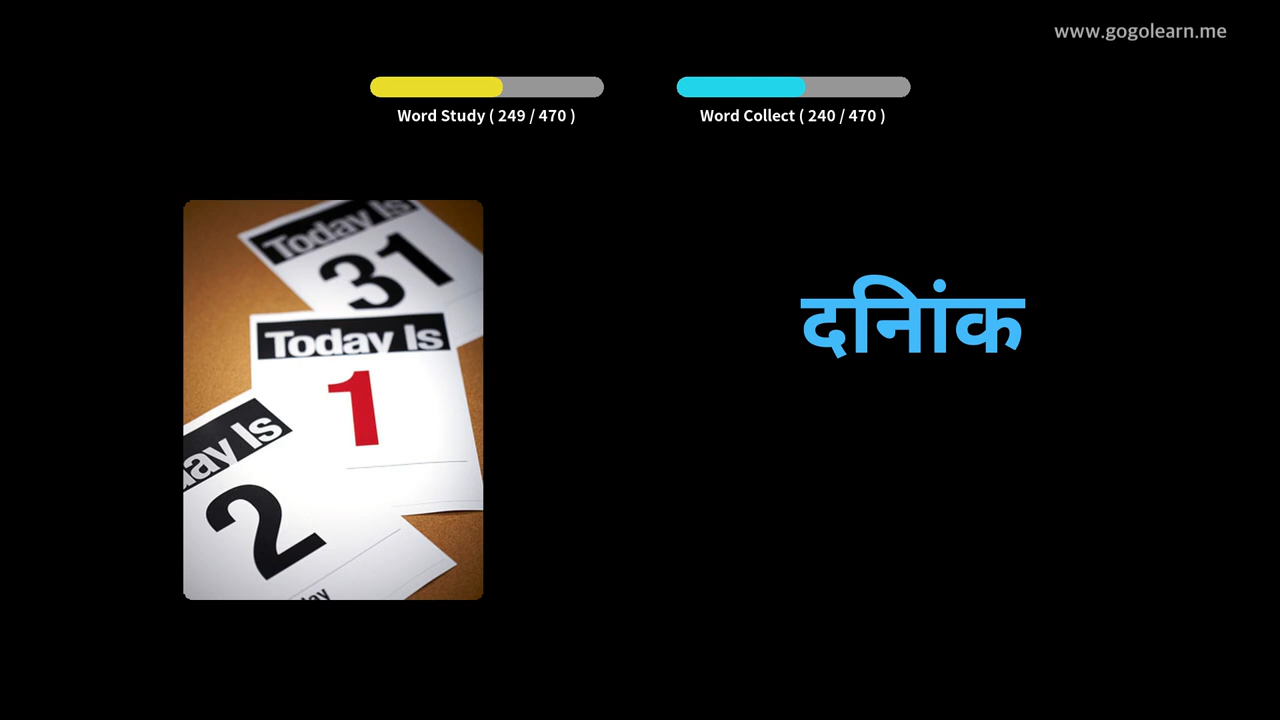 www.gogolearn.me
Word Study ( 249 / 470 )
Word Collect ( 240 / 470 )
Today Is
31
Today Is
1
day Is
2
दनिांक